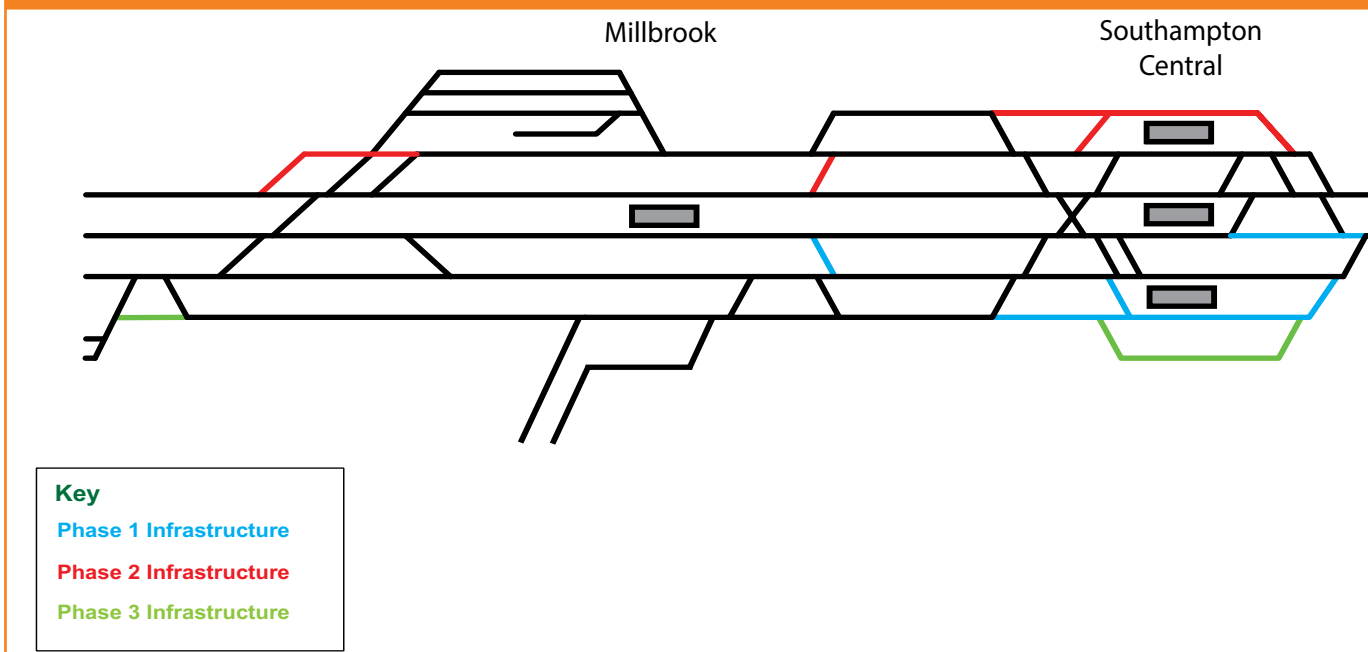 Millbrook
Southampton
Central
Key
Phase 1 Infrastructure
Phase 2 Infrastructure
Phase 3 Infrastructure